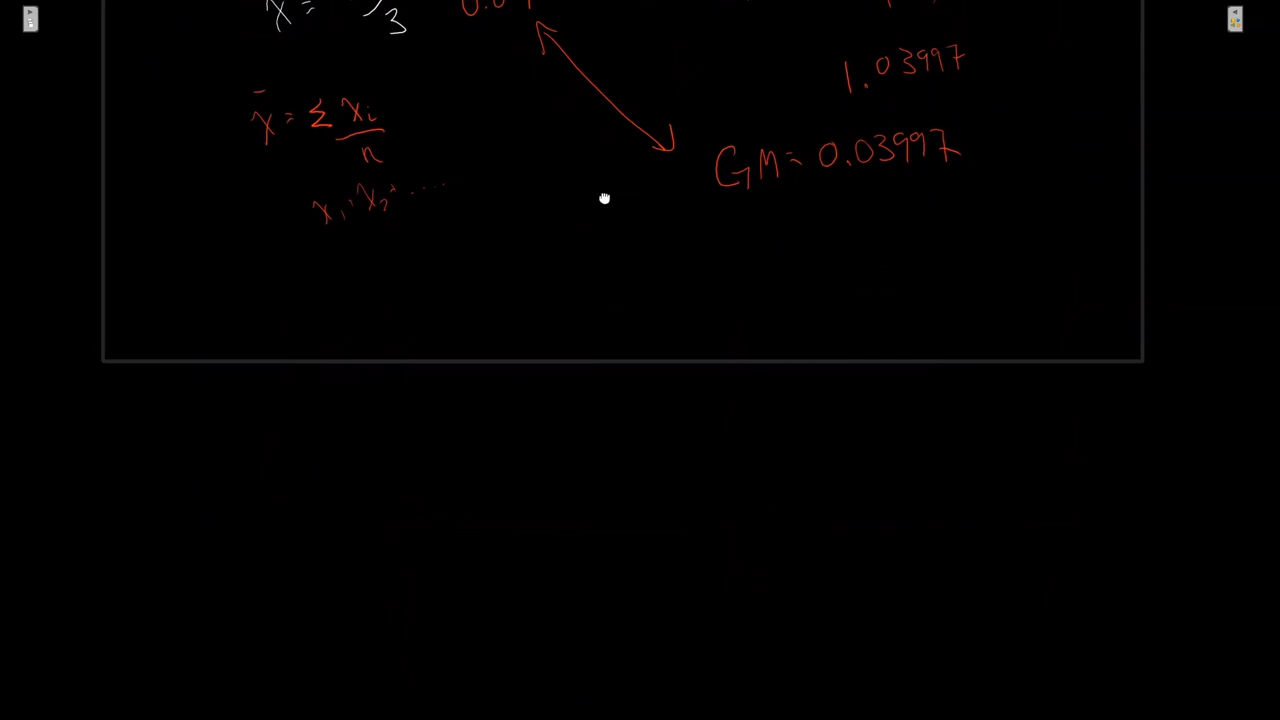 x̄ = Σ xᵢ / n
x₁, x₂, ....
1.03997
GM = 0.03997